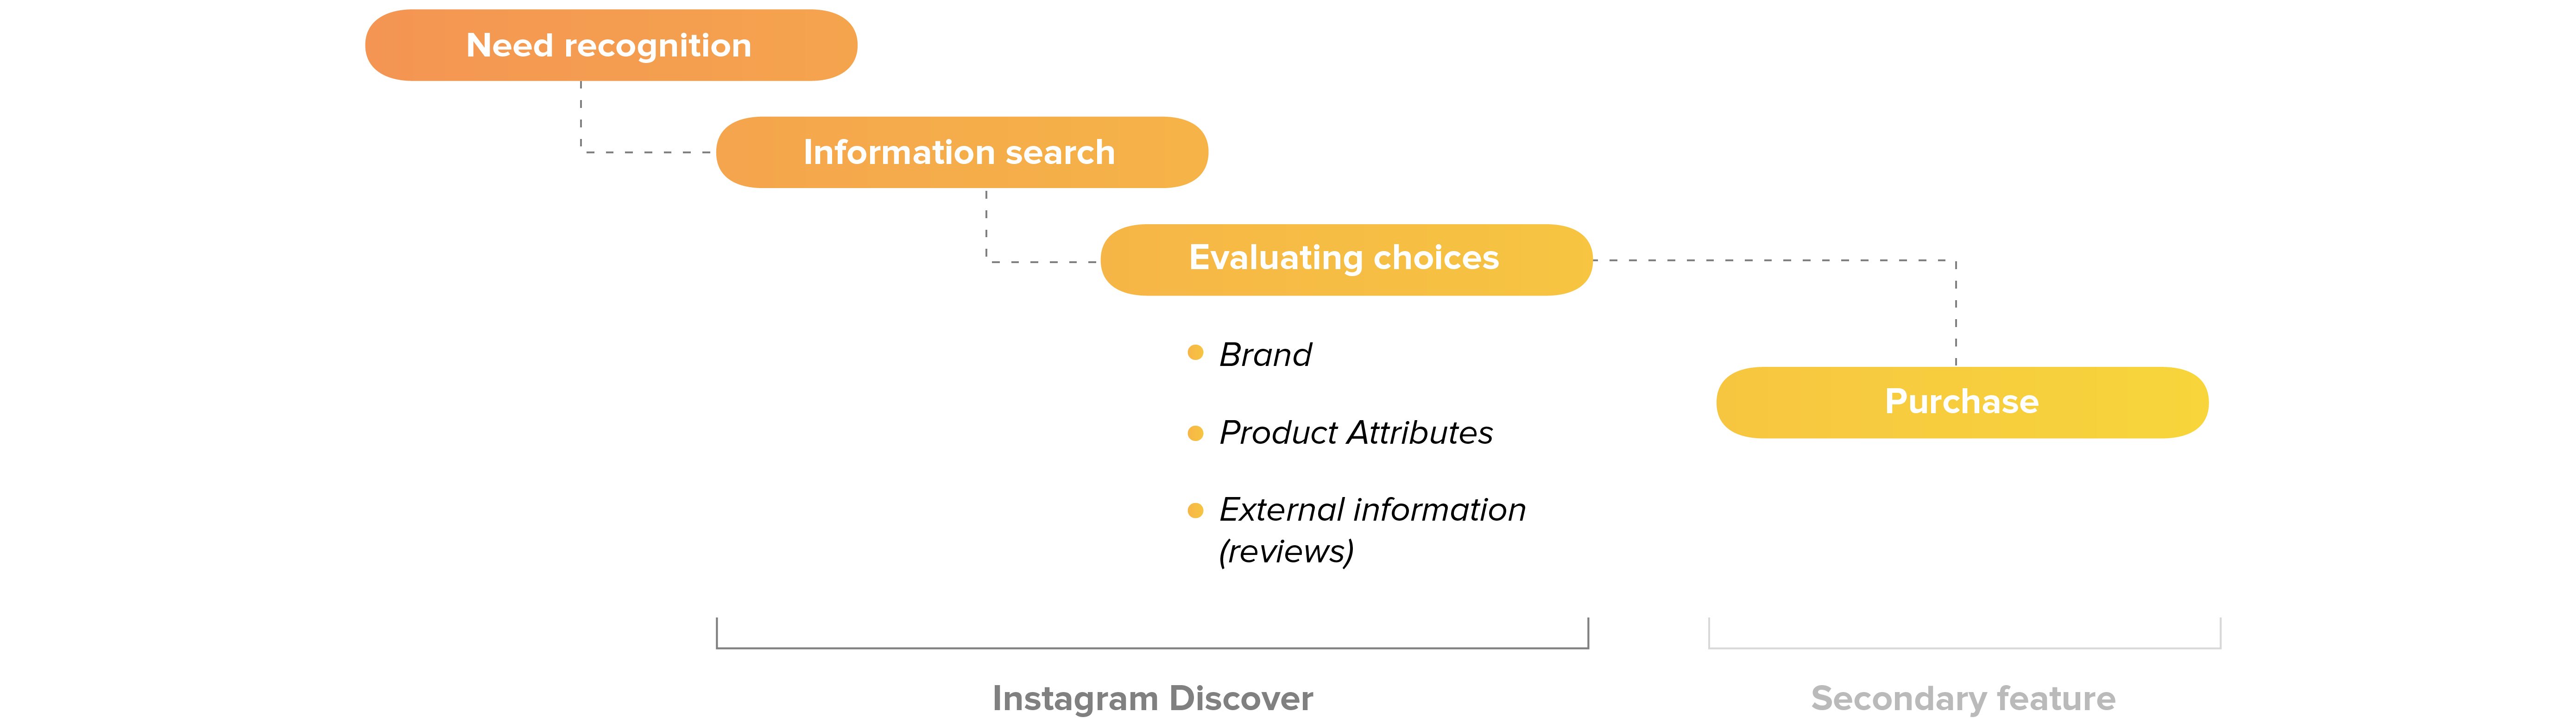 Need recognition
Information search
Evaluating choices
Brand
Product Attributes
External information
(reviews)
Purchase
Instagram Discover
Secondary feature